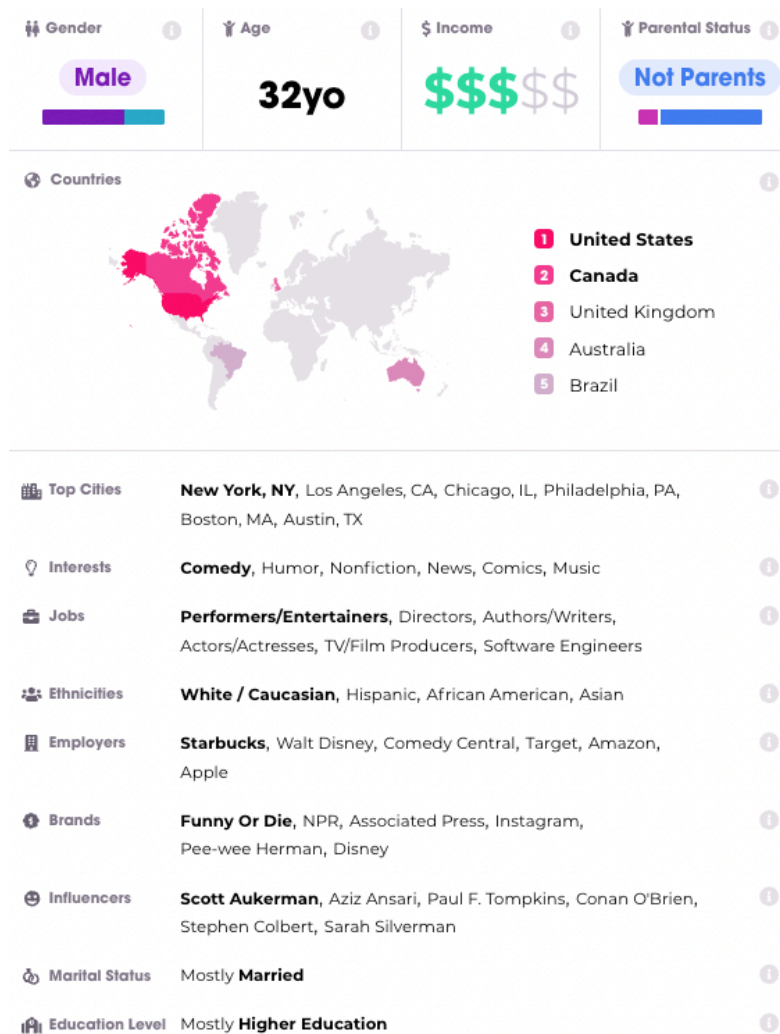 Gender
Age
$ Income
Parental Status
Male
32yo
$$$$$
Not Parents
Countries
1 United States
2 Canada
3 United Kingdom
4 Australia
5 Brazil
Top Cities
New York, NY, Los Angeles, CA, Chicago, IL, Philadelphia, PA,
Boston, MA, Austin, TX
Interests
Comedy, Humor, Nonfiction, News, Comics, Music
Jobs
Performers/Entertainers, Directors, Authors/Writers,
Actors/Actresses, TV/Film Producers, Software Engineers
Ethnicities
White / Caucasian, Hispanic, African American, Asian
Employers
Starbucks, Walt Disney, Comedy Central, Target, Amazon,
Apple
Brands
Funny Or Die, NPR, Associated Press, Instagram,
Pee-wee Herman, Disney
Influencers
Scott Aukerman, Aziz Ansari, Paul F. Tompkins, Conan O'Brien,
Stephen Colbert, Sarah Silverman
Marital Status
Mostly Married
Education Level
Mostly Higher Education